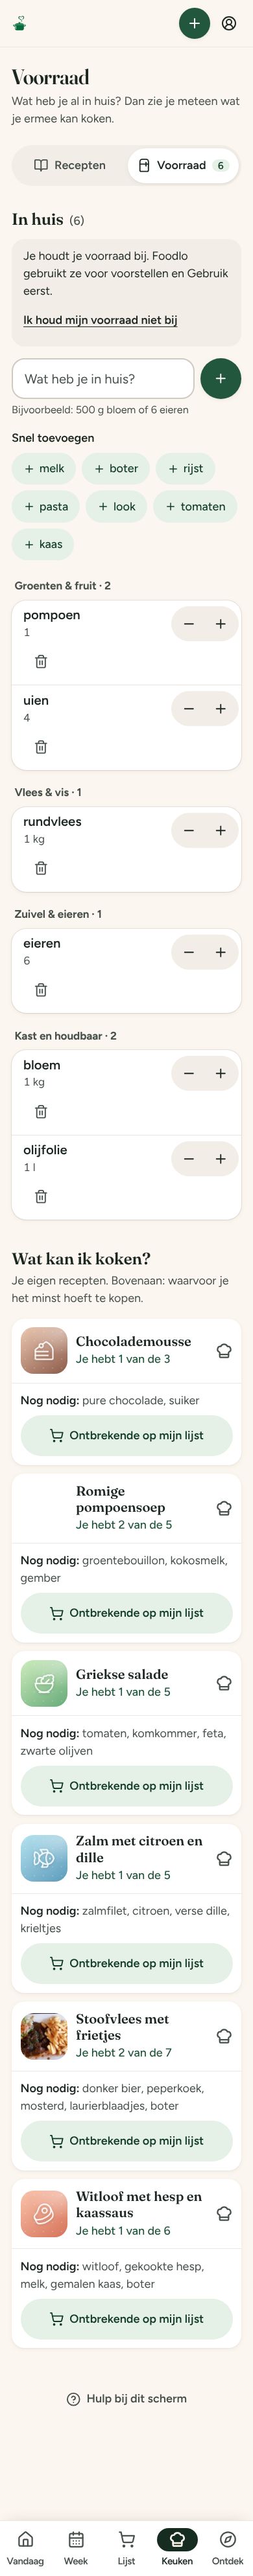 Voorraad
Wat heb je al in huis? Dan zie je meteen wat
je ermee kan koken.
Recepten
Voorraad 6
In huis (6)
Je houdt je voorraad bij. Foodlo
gebruikt ze voor voorstellen en Gebruik
eerst.
Ik houd mijn voorraad niet bij
Wat heb je in huis?
Bijvoorbeeld: 500 g bloem of 6 eieren
Snel toevoegen
+ melk
+ boter
+ rijst
+ pasta
+ look
+ tomaten
+ kaas
Groenten & fruit · 2
pompoen
1
uien
4
Vlees & vis · 1
rundvlees
1 kg
Zuivel & eieren · 1
eieren
6
Kast en houdbaar · 2
bloem
1 kg
olijfolie
1 l
Wat kan ik koken?
Je eigen recepten. Bovenaan: waarvoor je
het minst hoeft te kopen.
Chocolademousse
Je hebt 1 van de 3
Nog nodig: pure chocolade, suiker
Ontbrekende op mijn lijst
Romige
pompoensoep
Je hebt 2 van de 5
Nog nodig: groentebouillon, kokosmelk,
gember
Ontbrekende op mijn lijst
Griekse salade
Je hebt 1 van de 5
Nog nodig: tomaten, komkommer, feta,
zwarte olijven
Ontbrekende op mijn lijst
Zalm met citroen en
dille
Je hebt 1 van de 5
Nog nodig: zalmfilet, citroen, verse dille,
krieltjes
Ontbrekende op mijn lijst
Stoofvlees met
frietjes
Je hebt 2 van de 7
Nog nodig: donker bier, peperkoek,
mosterd, laurierblaadjes, boter
Ontbrekende op mijn lijst
Witloof met hesp en
kaassaus
Je hebt 1 van de 6
Nog nodig: witloof, gekookte hesp,
melk, gemalen kaas, boter
Ontbrekende op mijn lijst
Hulp bij dit scherm
Vandaag
Week
Lijst
Keuken
Ontdek